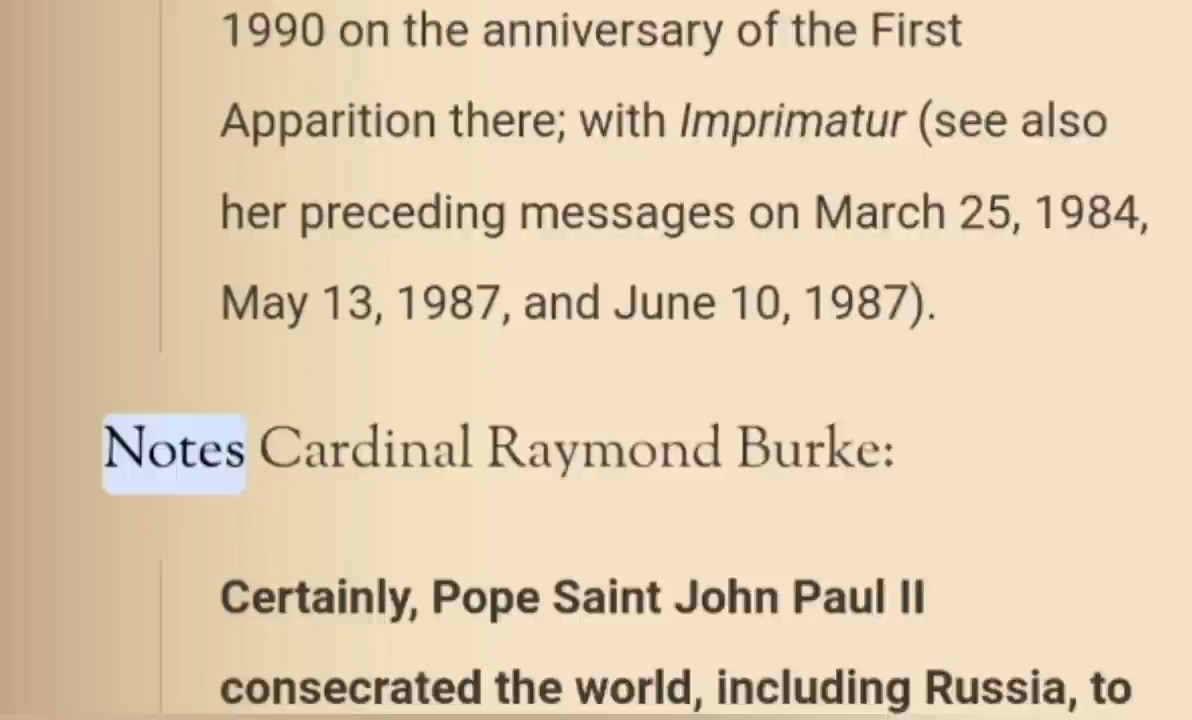 1990 on the anniversary of the First
Apparition there; with Imprimatur (see also
her preceding messages on March 25, 1984,
May 13, 1987, and June 10, 1987).
Notes Cardinal Raymond Burke:
Certainly, Pope Saint John Paul II
consecrated the world, including Russia, to